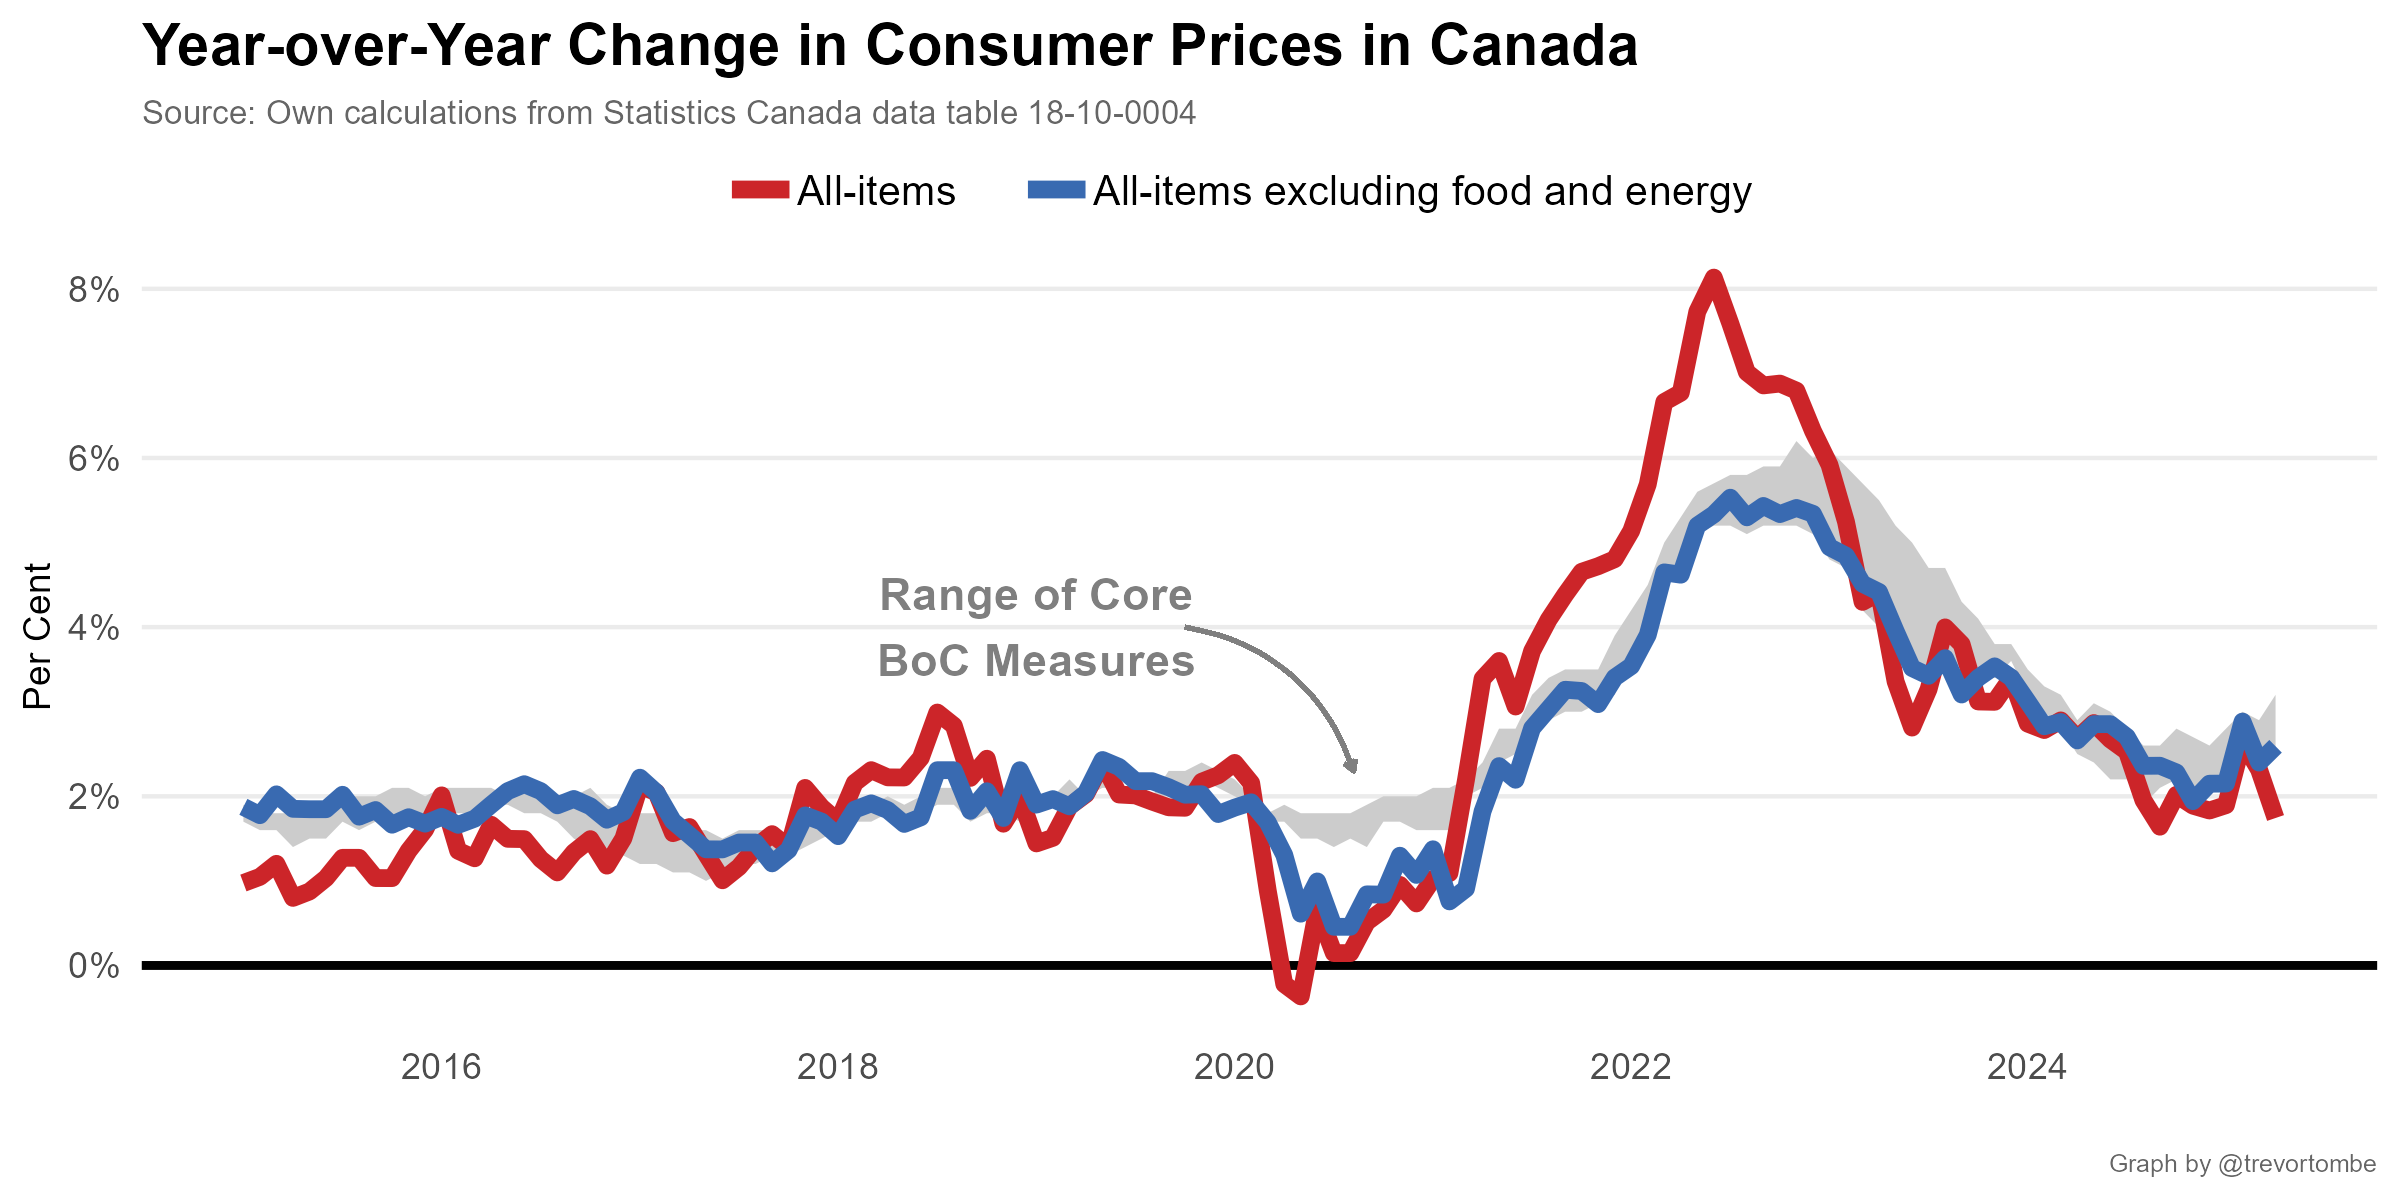 Year-over-Year Change in Consumer Prices in Canada
Source: Own calculations from Statistics Canada data table 18-10-0004
All-items
All-items excluding food and energy
Per Cent
8%
6%
4%
2%
0%
Range of Core
BoC Measures
2016
2018
2020
2022
2024
Graph by @trevortombe